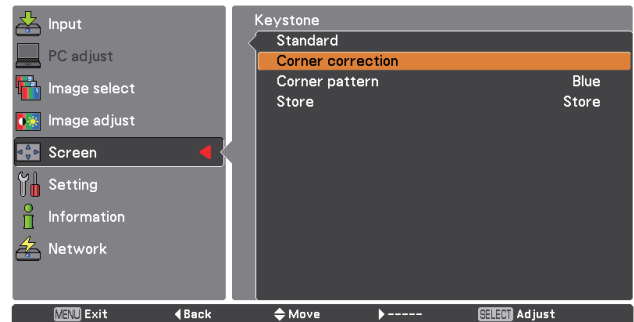 Input
PC adjust
Image select
Image adjust
Screen
Setting
Information
Network
Keystone
Standard
Corner correction
Corner pattern Blue
Store Store
MENU Exit Back Move ----- SELECT Adjust